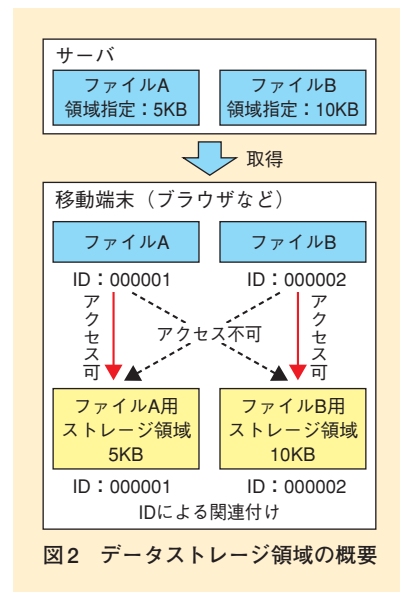 サーバ
ファイルA
領域指定：5KB
ファイルB
領域指定：10KB
取得
移動端末（ブラウザなど）
ファイルA
ファイルB
ID：000001
ID：000002
アクセス可
アクセス不可
アクセス可
ファイルA用
ストレージ領域
5KB
ファイルB用
ストレージ領域
10KB
ID：000001
ID：000002
IDによる関連付け
図2 データストレージ領域の概要